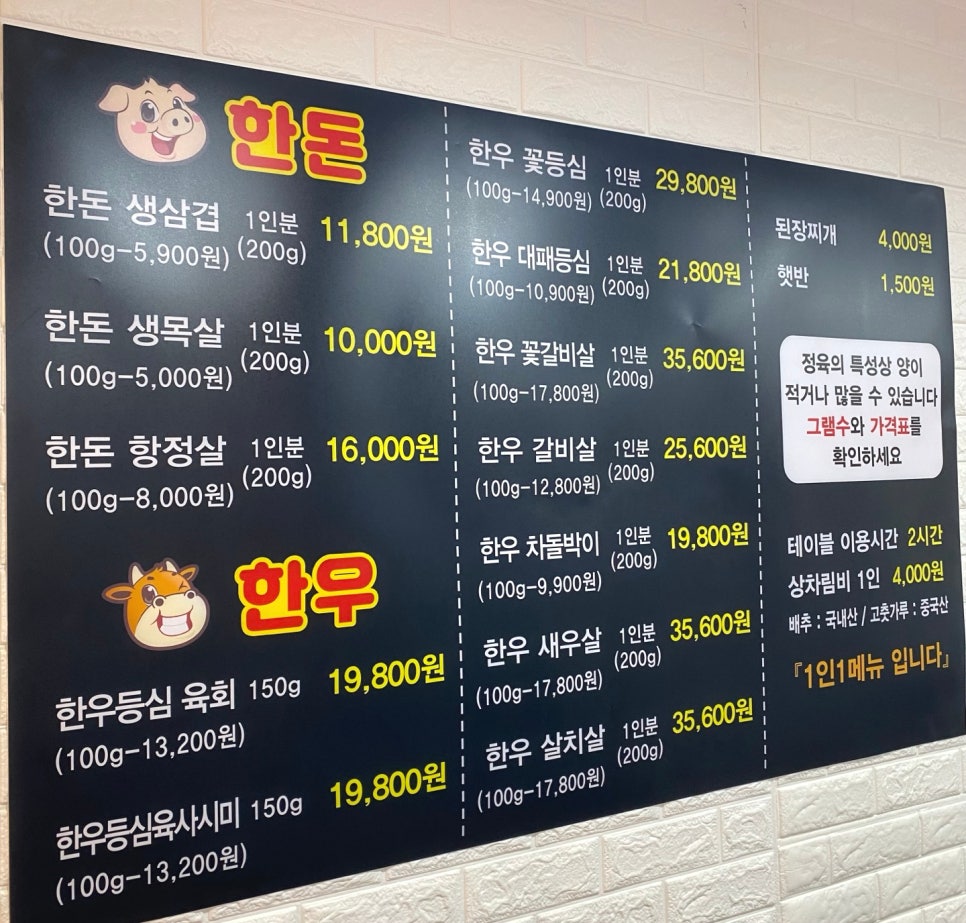 한돈
한돈 생삼겹 1인분 11,800원
(100g-5,900원) (200g)
한돈 생목살 1인분 10,000원
(100g-5,000원) (200g)
한돈 항정살 1인분 16,000원
(100g-8,000원) (200g)
한우
한우등심 육회 150g 19,800원
(100g-13,200원)
한우등심육사시미 150g 19,800원
(100g-13,200원)
한우 꽃등심 1인분 29,800원
(100g-14,900원) (200g)
한우 대패등심 1인분 21,800원
(100g-10,900원) (200g)
한우 꽃갈비살 1인분 35,600원
(100g-17,800원) (200g)
한우 갈비살 1인분 25,600원
(100g-12,800원) (200g)
한우 차돌박이 1인분 19,800원
(100g-9,900원) (200g)
한우 새우살 1인분 35,600원
(100g-17,800원) (200g)
한우 살치살 1인분 35,600원
(100g-17,800원) (200g)
된장찌개 4,000원
햇반 1,500원
정육의 특성상 양이
적거나 많을 수 있습니다
그램수와 가격표를
확인하세요
테이블 이용시간 2시간
상차림비 1인 4,000원
배추 : 국내산 / 고춧가루 : 중국산
『1인1메뉴 입니다』